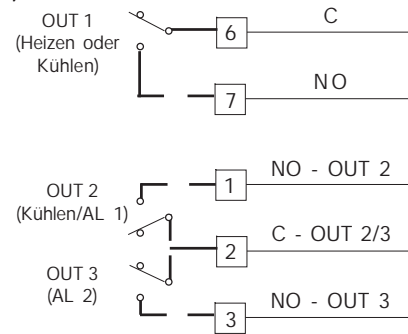 OUT 1
(Heizen oder
Kühlen)
6
C
7
NO
OUT 2
(Kühlen/AL 1)
1
NO - OUT 2
2
C - OUT 2/3
OUT 3
(AL 2)
3
NO - OUT 3